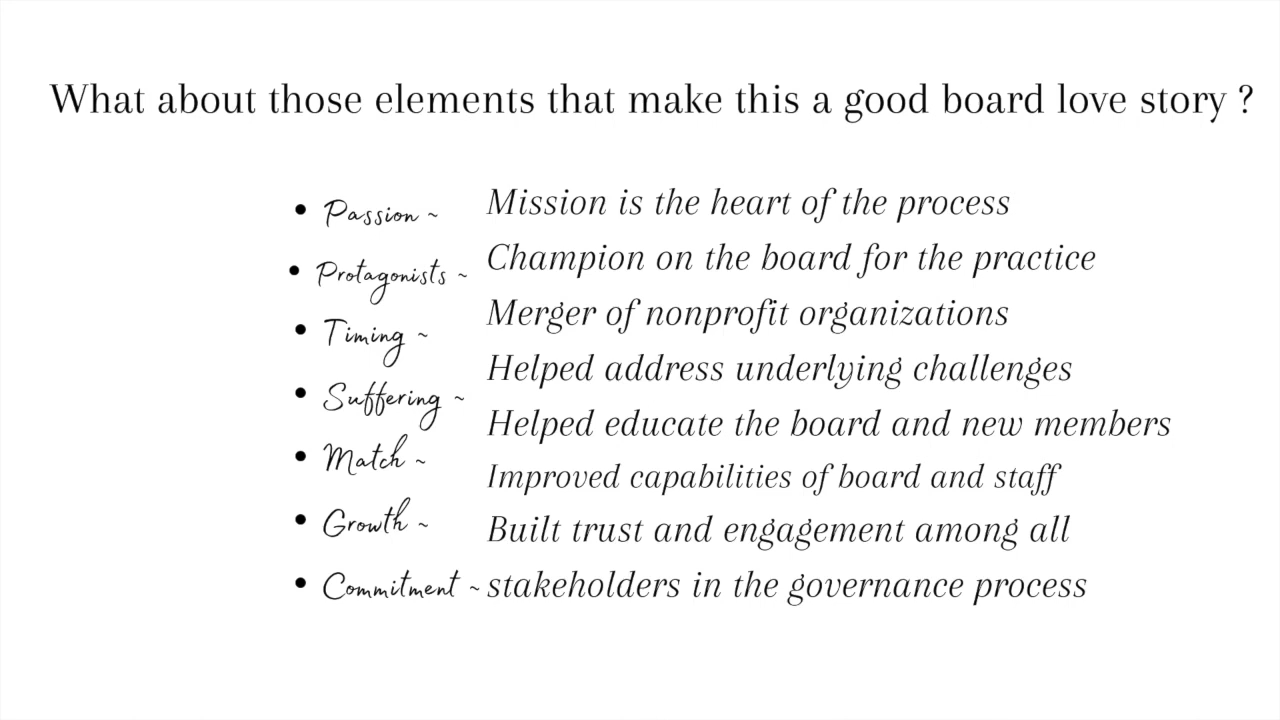 What about those elements that make this a good board love story ?
• Passion ~ Mission is the heart of the process
• Protagonists ~ Champion on the board for the practice
• Timing ~ Merger of nonprofit organizations
• Suffering ~ Helped address underlying challenges
• Match ~ Helped educate the board and new members
• Growth ~ Improved capabilities of board and staff
Built trust and engagement among all
• Commitment ~ stakeholders in the governance process